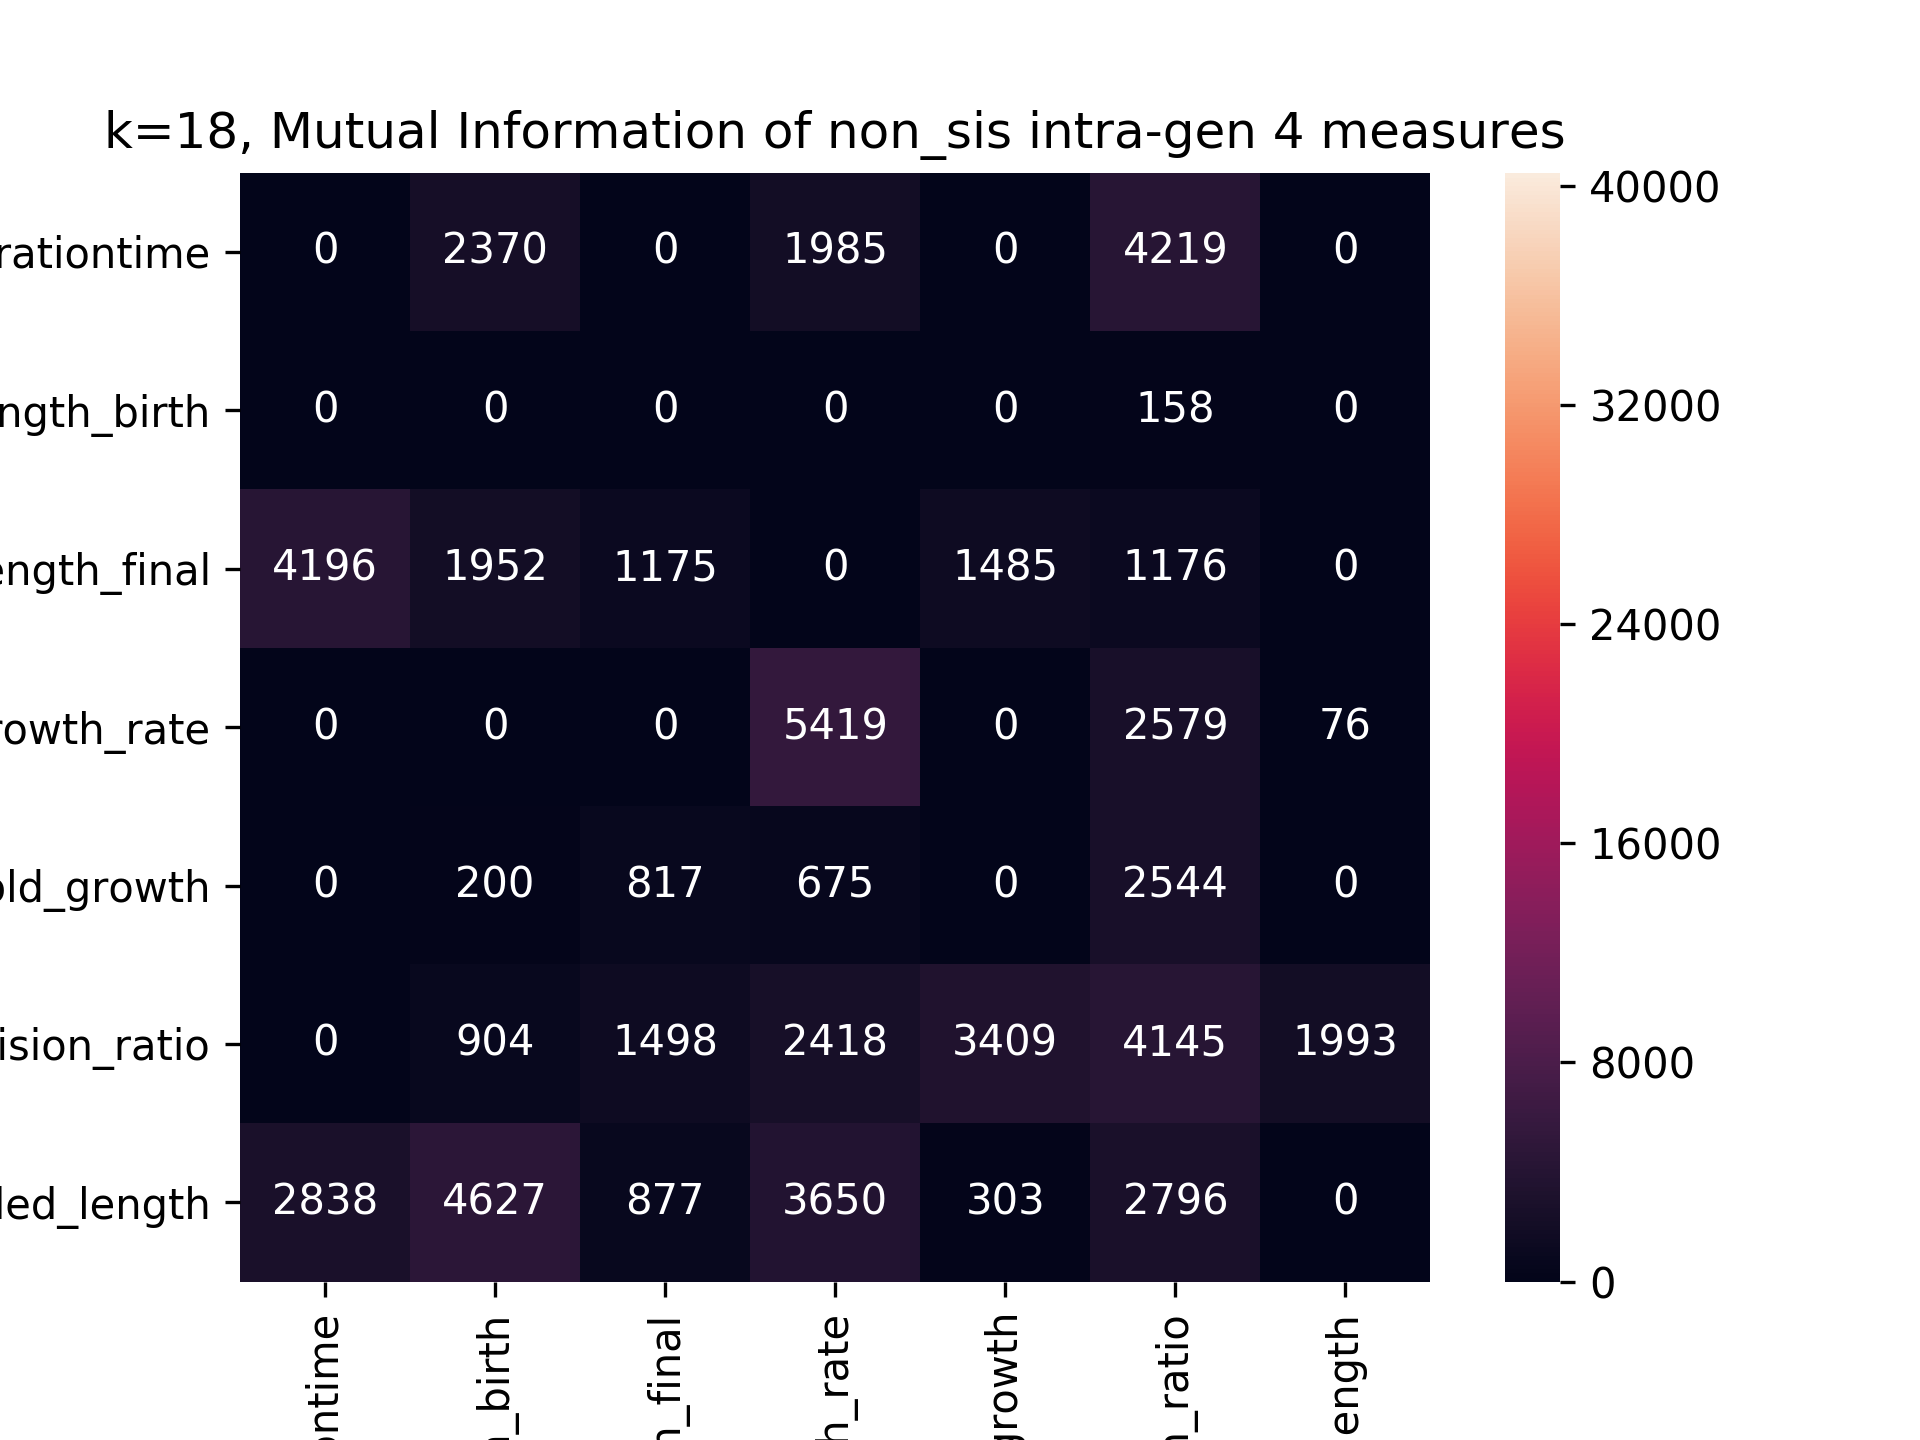 k=18, Mutual Information of non_sis intra-gen 4 measures
rationtime 0 2370 0 1985 0 4219 0
ngth_birth 0 0 0 0 0 158 0
ength_final 4196 1952 1175 0 1485 1176 0
owth_rate 0 0 0 5419 0 2579 76
old_growth 0 200 817 675 0 2544 0
ision_ratio 0 904 1498 2418 3409 4145 1993
led_length 2838 4627 877 3650 303 2796 0
40000
32000
24000
16000
8000
0
ontime
_birth
_final
h_rate
growth
_ratio
ength